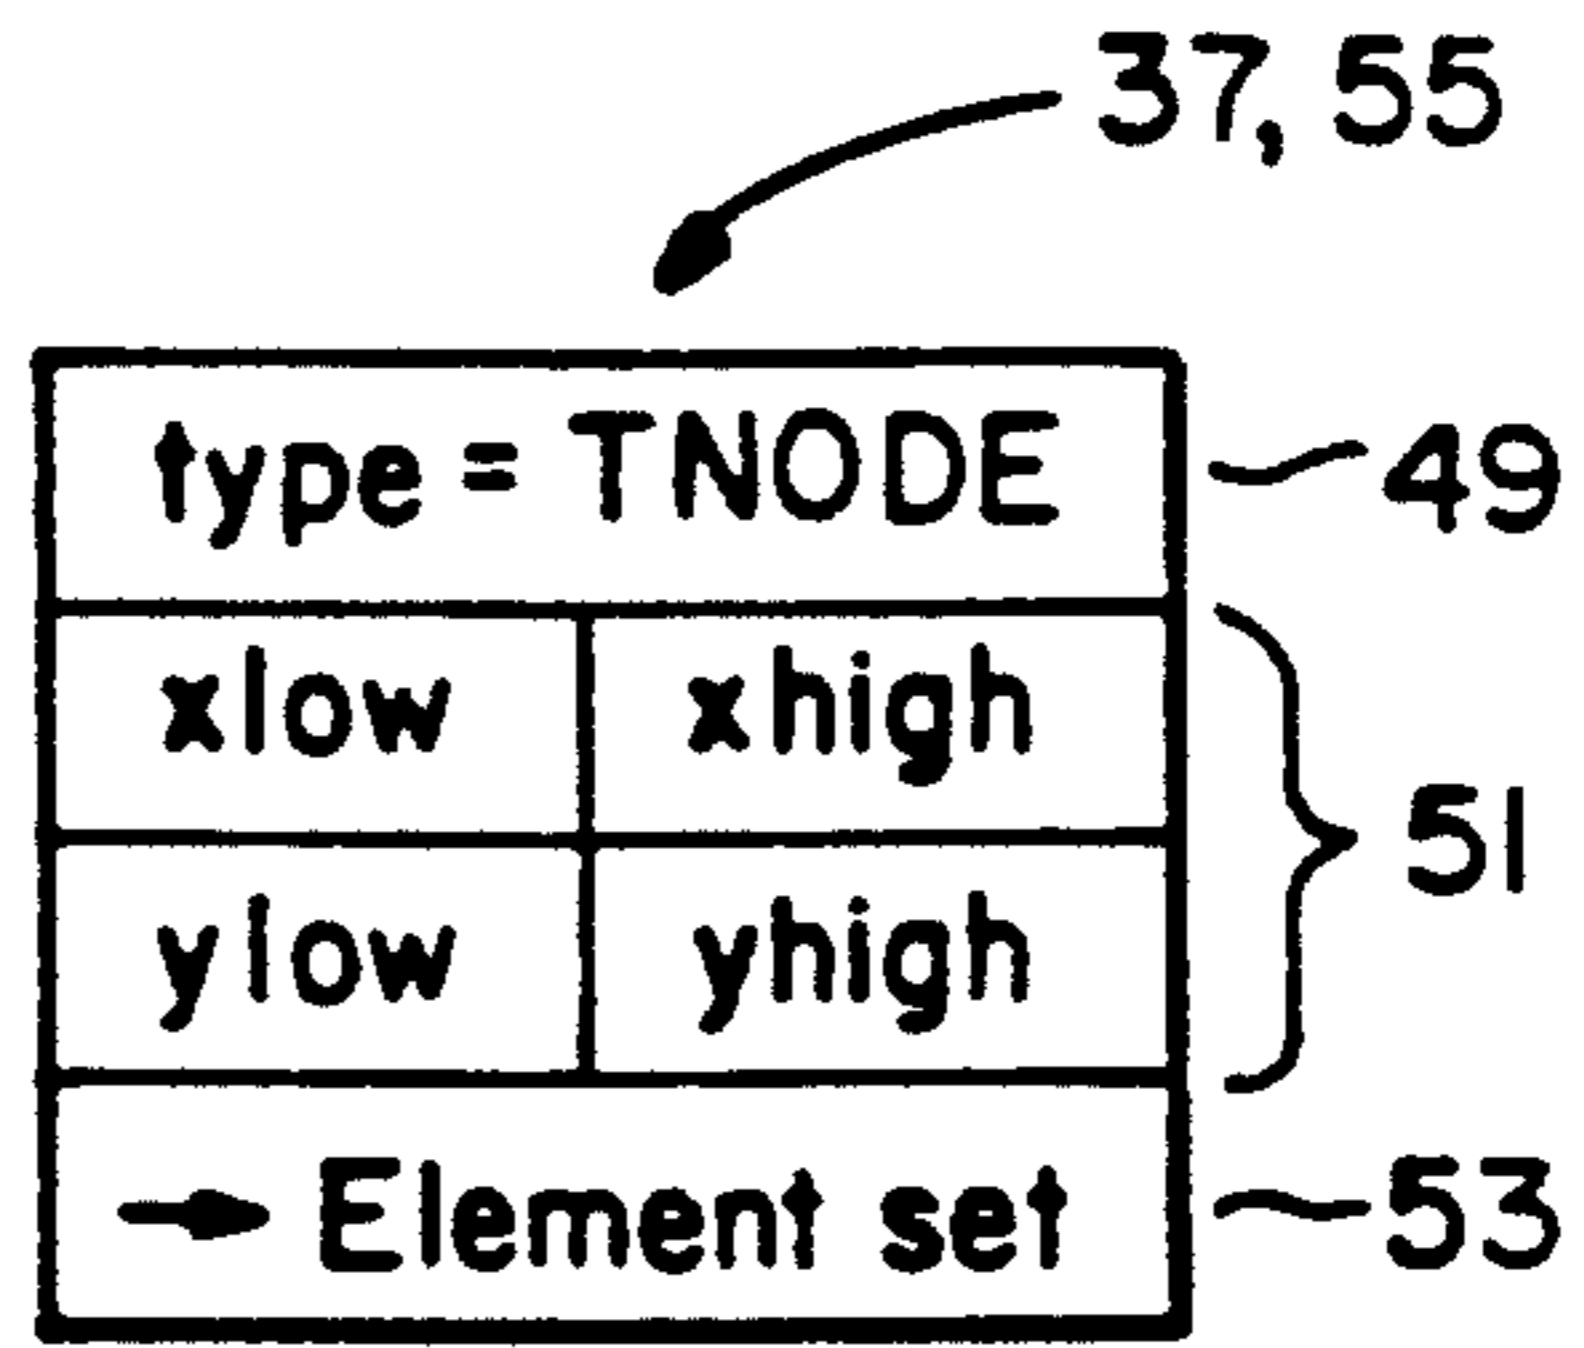 37, 55
type = TNODE 49
xlow xhigh
51
ylow yhigh
→ Element set 53